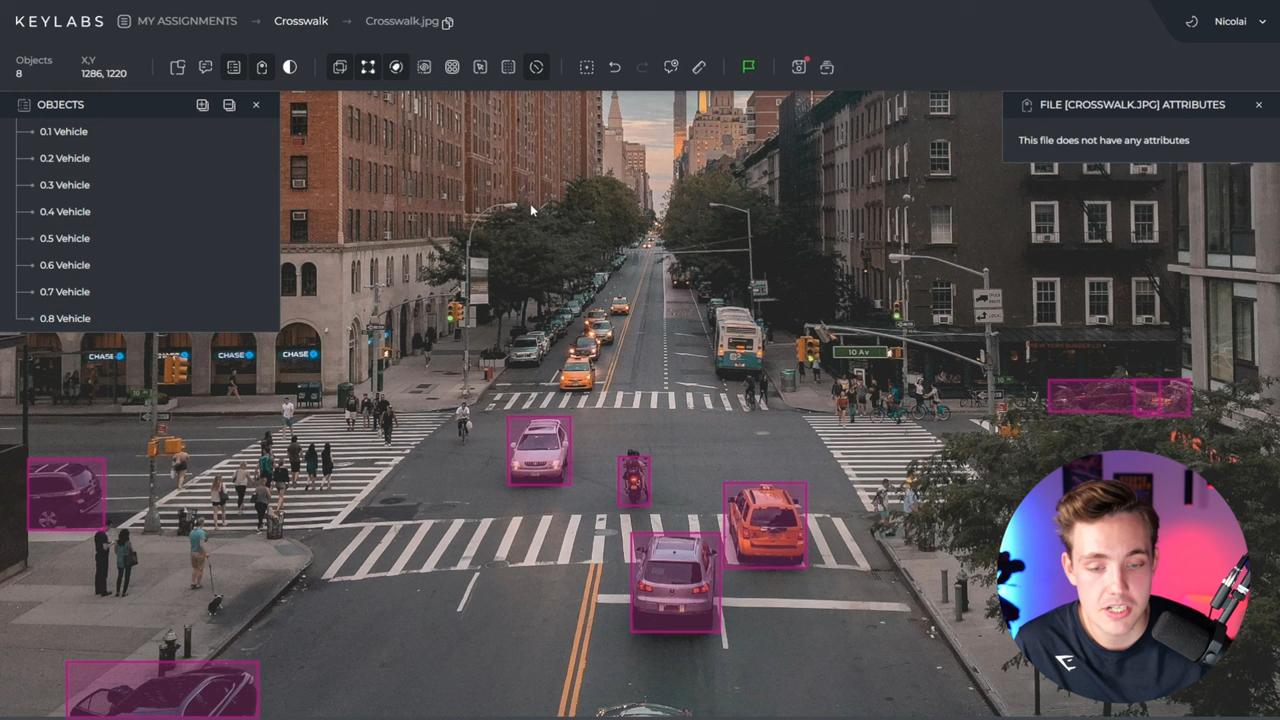 KEYLABS MY ASSIGNMENTS → Crosswalk → Crosswalk.jpg Nicolai
Objects X,Y
8 1286, 1220
OBJECTS
0.1 Vehicle
0.2 Vehicle
0.3 Vehicle
0.4 Vehicle
0.5 Vehicle
0.6 Vehicle
0.7 Vehicle
0.8 Vehicle
FILE [CROSSWALK.JPG] ATTRIBUTES
This file does not have any attributes
CHASE CHASE CHASE
10 Av